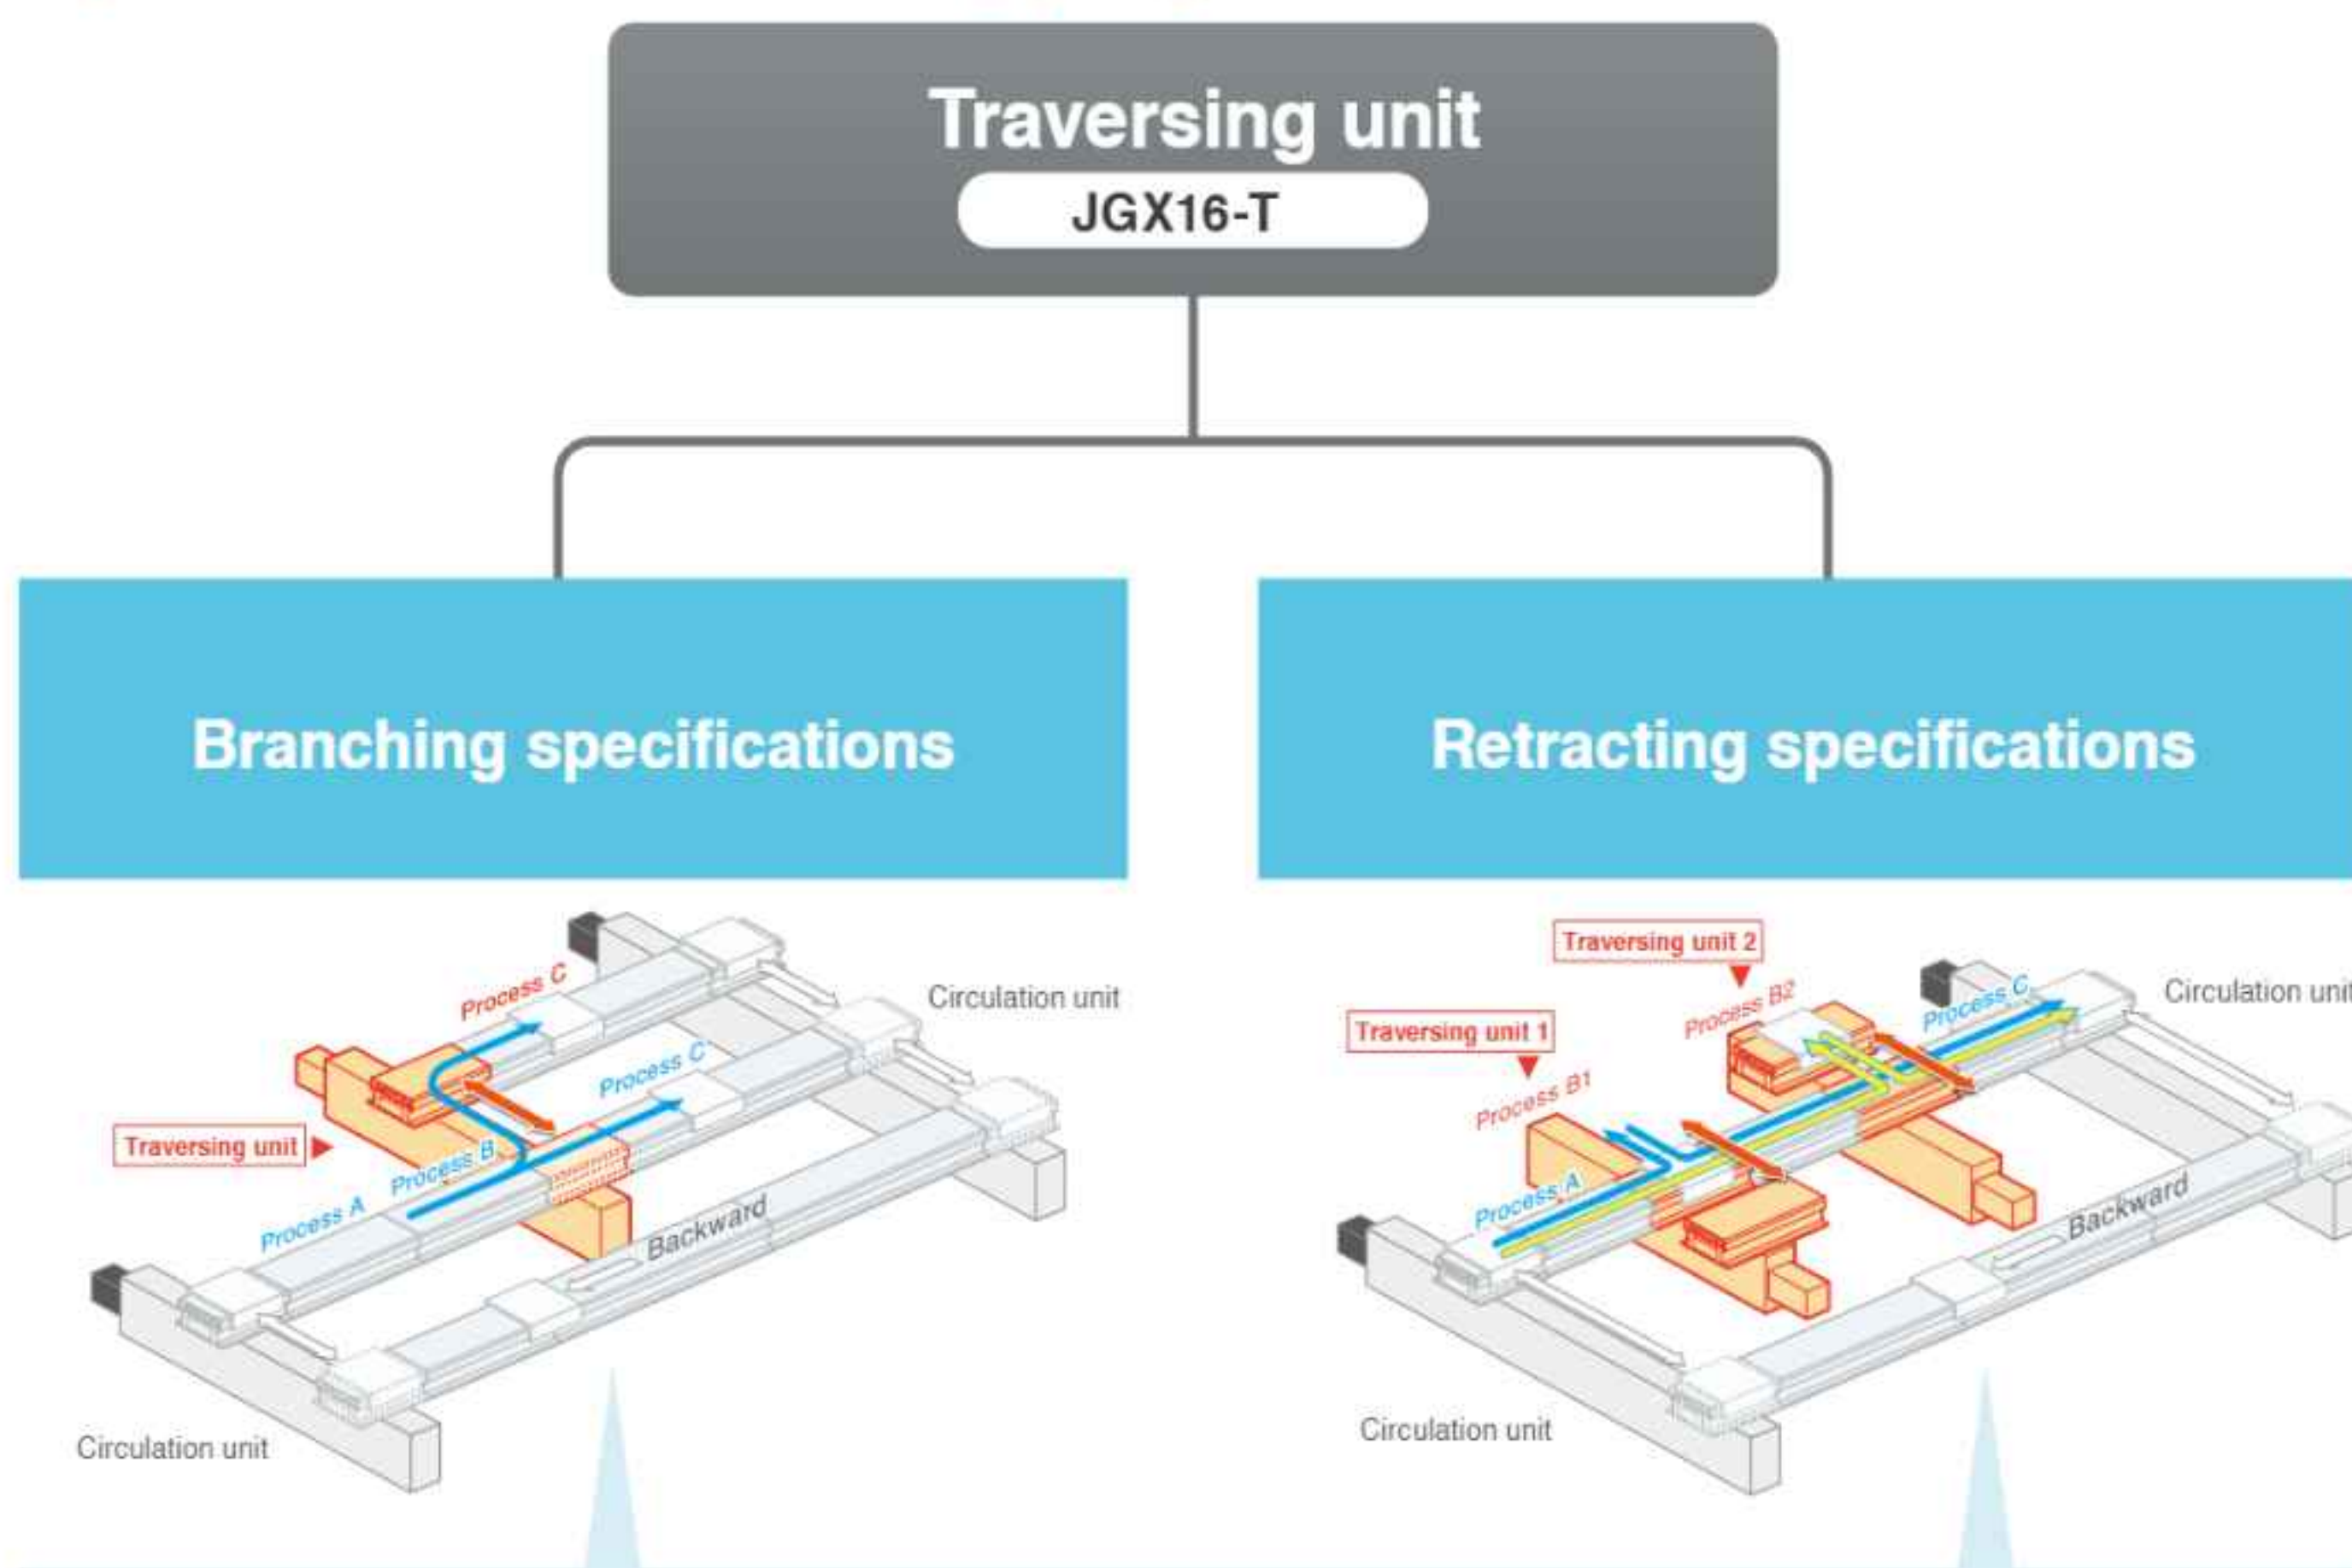 Traversing unit
JGX16-T
Branching specifications
Retracting specifications
Process C
Circulation unit
Process C'
Traversing unit
Process B
Process A
Backward
Circulation unit
Traversing unit 2
Process B2
Process C
Circulation unit
Traversing unit 1
Process B1
Process A
Backward
Circulation unit